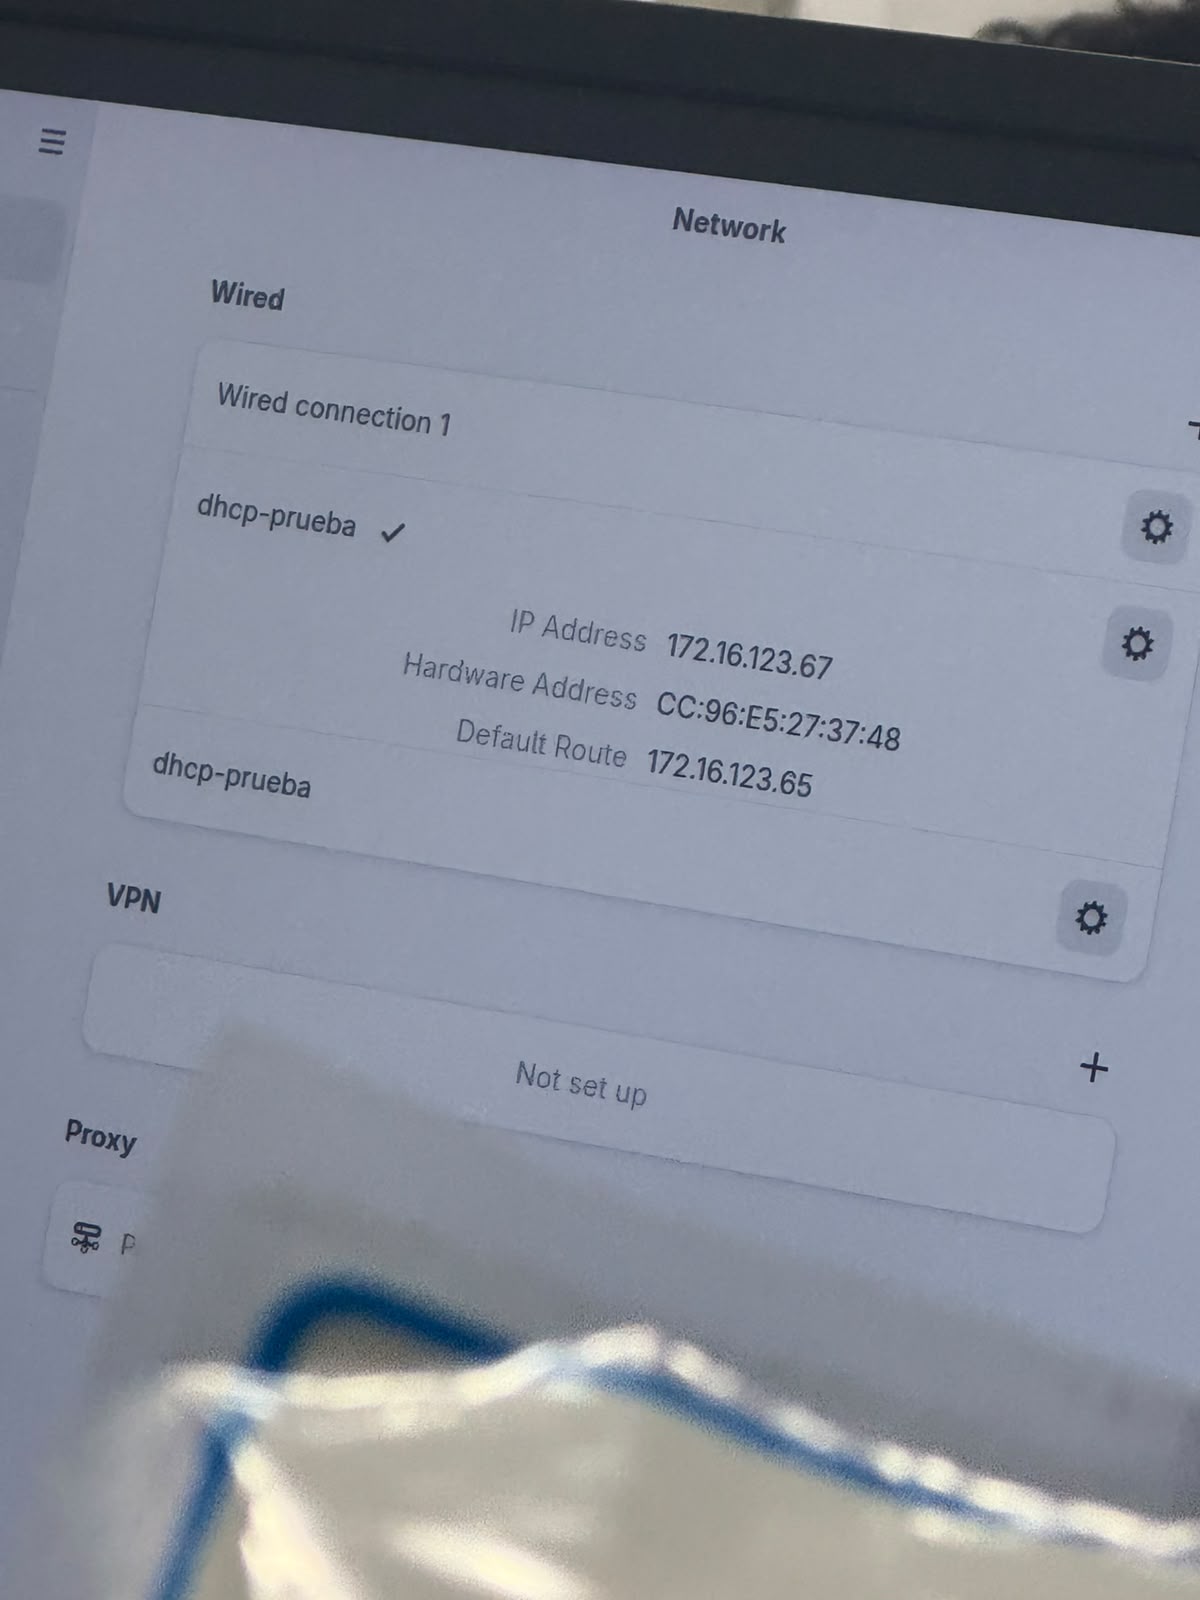 Network
Wired
Wired connection 1
dhcp-prueba
IP Address 172.16.123.67
Hardware Address CC:96:E5:27:37:48
Default Route 172.16.123.65
dhcp-prueba
VPN
Not set up
Proxy
P